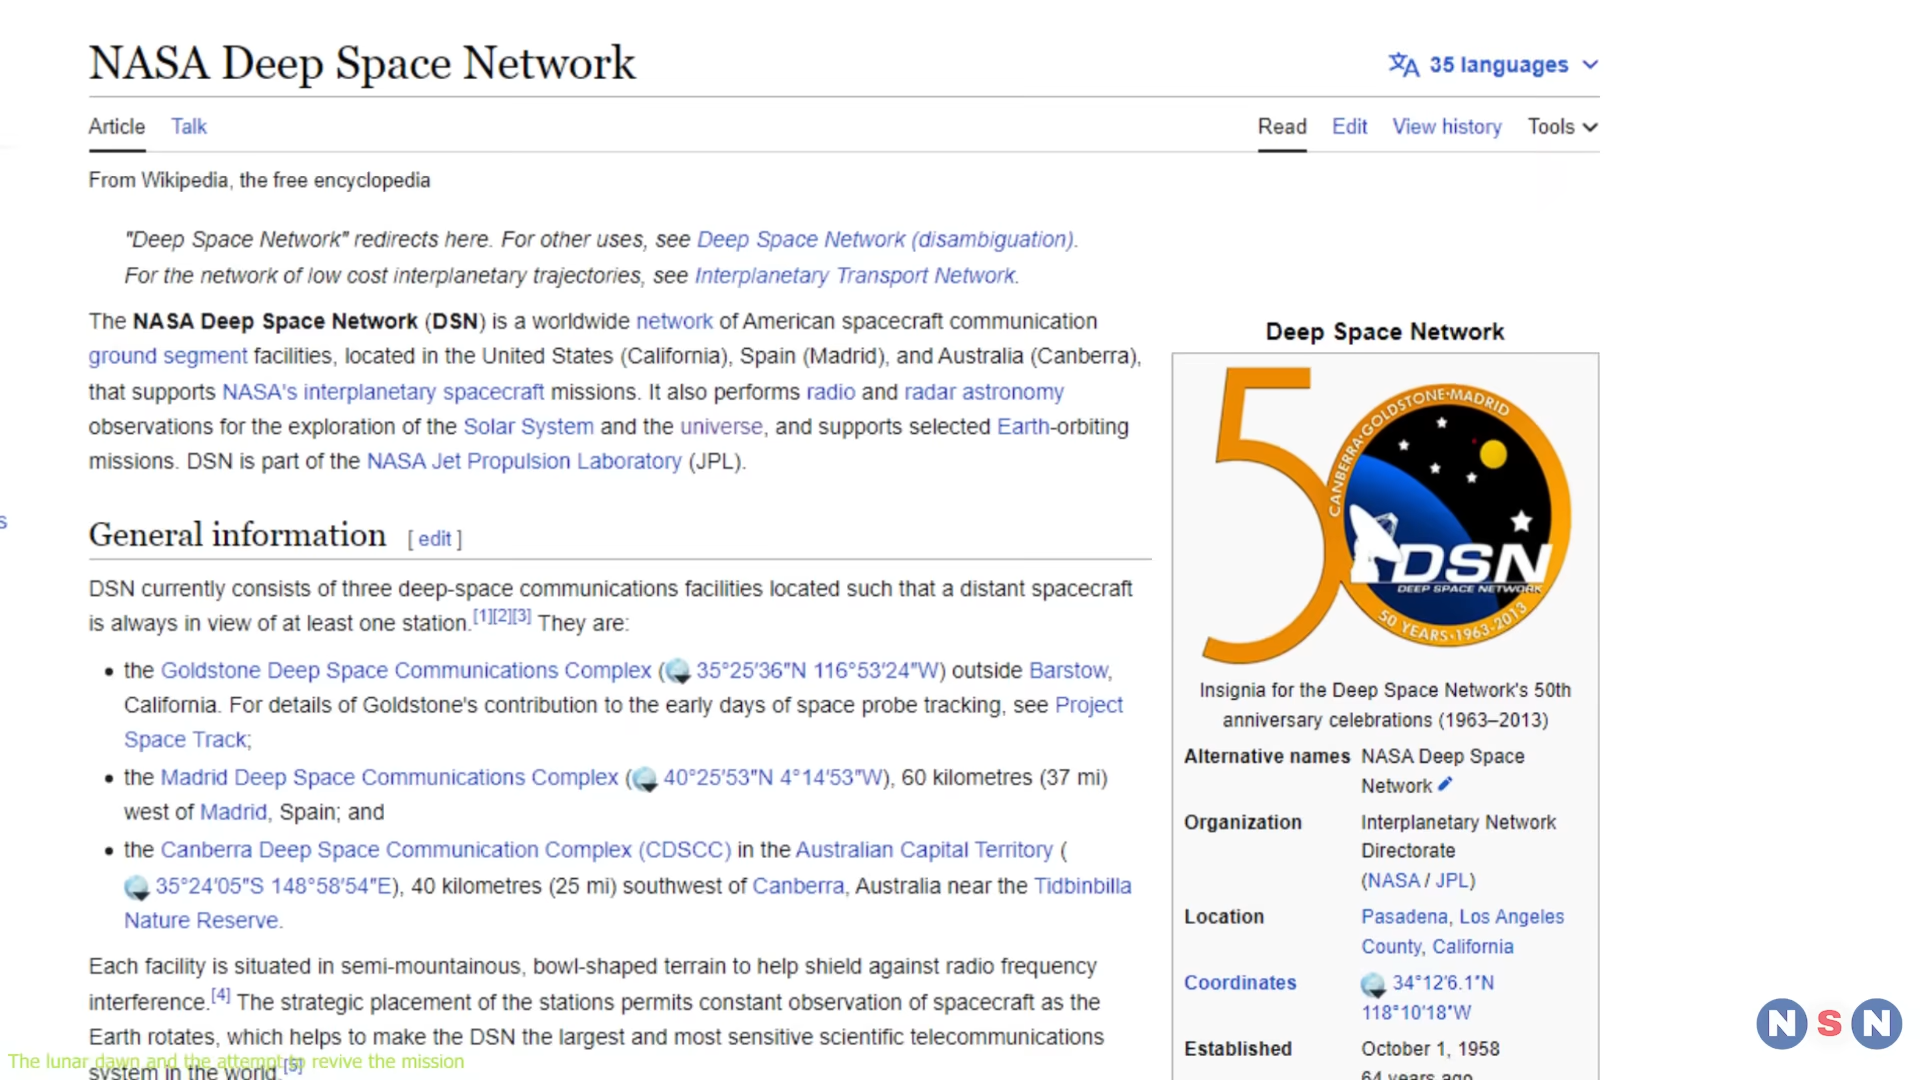 NASA Deep Space Network
35 languages
Article Talk Read Edit View history Tools
From Wikipedia, the free encyclopedia
"Deep Space Network" redirects here. For other uses, see Deep Space Network (disambiguation).
For the network of low cost interplanetary trajectories, see Interplanetary Transport Network.
The NASA Deep Space Network (DSN) is a worldwide network of American spacecraft communication
ground segment facilities, located in the United States (California), Spain (Madrid), and Australia (Canberra),
that supports NASA's interplanetary spacecraft missions. It also performs radio and radar astronomy
observations for the exploration of the Solar System and the universe, and supports selected Earth-orbiting
missions. DSN is part of the NASA Jet Propulsion Laboratory (JPL).
s
General information [ edit ]
DSN currently consists of three deep-space communications facilities located such that a distant spacecraft
is always in view of at least one station.[1][2][3] They are:
• the Goldstone Deep Space Communications Complex (35°25′36″N 116°53′24″W) outside Barstow,
California. For details of Goldstone's contribution to the early days of space probe tracking, see Project
Space Track;
• the Madrid Deep Space Communications Complex (40°25′53″N 4°14′53″W), 60 kilometres (37 mi)
west of Madrid, Spain; and
• the Canberra Deep Space Communication Complex (CDSCC) in the Australian Capital Territory (
35°24′05″S 148°58′54″E), 40 kilometres (25 mi) southwest of Canberra, Australia near the Tidbinbilla
Nature Reserve.
Each facility is situated in semi-mountainous, bowl-shaped terrain to help shield against radio frequency
interference.[4] The strategic placement of the stations permits constant observation of spacecraft as the
Earth rotates, which helps to make the DSN the largest and most sensitive scientific telecommunications
system in the world.[5]
Deep Space Network
50
CANBERRA·GOLDSTONE·MADRID
DSN
DEEP SPACE NETWORK
50 YEARS·1963-2013
Insignia for the Deep Space Network's 50th
anniversary celebrations (1963–2013)
Alternative names NASA Deep Space
Network
Organization Interplanetary Network
Directorate
(NASA / JPL)
Location Pasadena, Los Angeles
County, California
Coordinates 34°12′6.1″N
118°10′18″W
Established October 1, 1958
64 years ago
The lunar dawn and the attempt to revive the mission
N S N